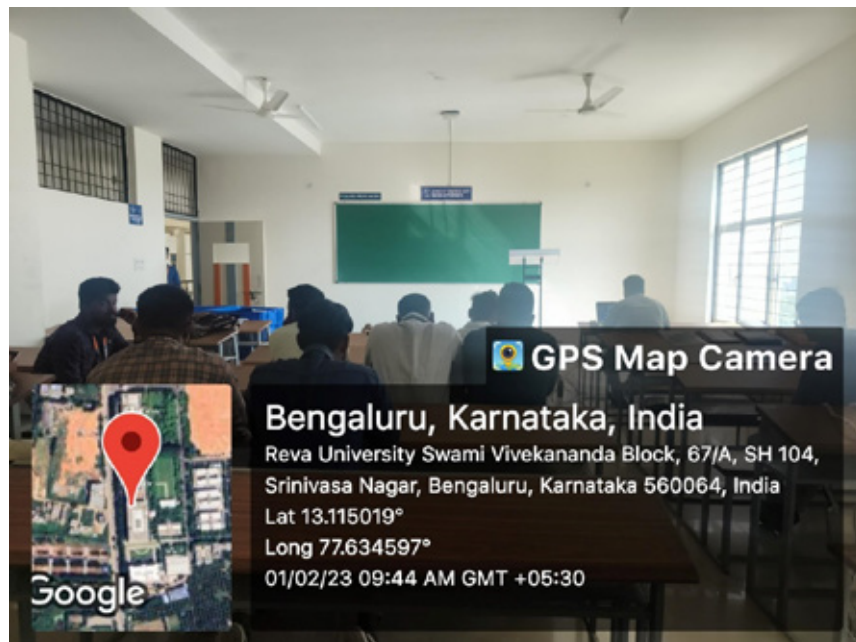 GPS Map Camera
Bengaluru, Karnataka, India
Reva University Swami Vivekananda Block, 67/A, SH 104,
Srinivasa Nagar, Bengaluru, Karnataka 560064, India
Lat 13.115019°
Long 77.634597°
01/02/23 09:44 AM GMT +05:30
Google